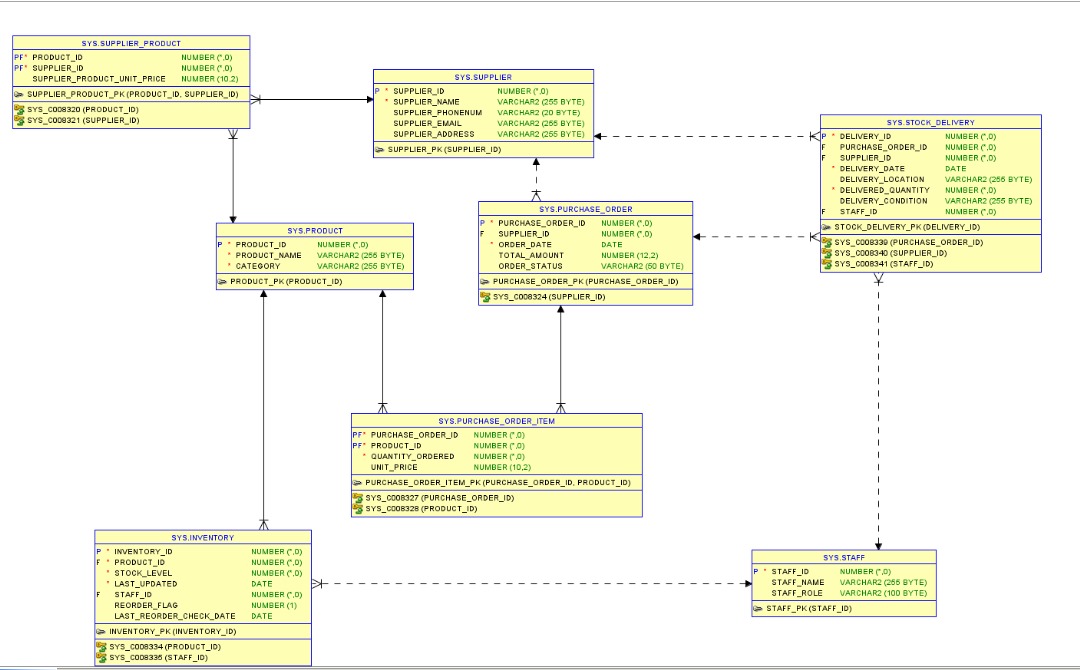 SYS.SUPPLIER_PRODUCT
PF* PRODUCT_ID NUMBER (*,0)
PF* SUPPLIER_ID NUMBER (*,0)
SUPPLIER_PRODUCT_UNIT_PRICE NUMBER (10,2)
SUPPLIER_PRODUCT_PK (PRODUCT_ID, SUPPLIER_ID)
SYS_C008320 (PRODUCT_ID)
SYS_C008321 (SUPPLIER_ID)
SYS.SUPPLIER
P * SUPPLIER_ID NUMBER (*,0)
* SUPPLIER_NAME VARCHAR2 (255 BYTE)
SUPPLIER_PHONENUM VARCHAR2 (20 BYTE)
SUPPLIER_EMAIL VARCHAR2 (255 BYTE)
SUPPLIER_ADDRESS VARCHAR2 (255 BYTE)
SUPPLIER_PK (SUPPLIER_ID)
SYS.STOCK_DELIVERY
P * DELIVERY_ID NUMBER (*,0)
F PURCHASE_ORDER_ID NUMBER (*,0)
F SUPPLIER_ID NUMBER (*,0)
* DELIVERY_DATE DATE
DELIVERY_LOCATION VARCHAR2 (255 BYTE)
* DELIVERED_QUANTITY NUMBER (*,0)
DELIVERY_CONDITION VARCHAR2 (255 BYTE)
F STAFF_ID NUMBER (*,0)
STOCK_DELIVERY_PK (DELIVERY_ID)
SYS_C008339 (PURCHASE_ORDER_ID)
SYS_C008340 (SUPPLIER_ID)
SYS_C008341 (STAFF_ID)
SYS.PRODUCT
P * PRODUCT_ID NUMBER (*,0)
* PRODUCT_NAME VARCHAR2 (255 BYTE)
* CATEGORY VARCHAR2 (255 BYTE)
PRODUCT_PK (PRODUCT_ID)
SYS.PURCHASE_ORDER
P * PURCHASE_ORDER_ID NUMBER (*,0)
F SUPPLIER_ID NUMBER (*,0)
* ORDER_DATE DATE
TOTAL_AMOUNT NUMBER (12,2)
ORDER_STATUS VARCHAR2 (50 BYTE)
PURCHASE_ORDER_PK (PURCHASE_ORDER_ID)
SYS_C008324 (SUPPLIER_ID)
SYS.PURCHASE_ORDER_ITEM
PF* PURCHASE_ORDER_ID NUMBER (*,0)
PF* PRODUCT_ID NUMBER (*,0)
* QUANTITY_ORDERED NUMBER (*,0)
UNIT_PRICE NUMBER (10,2)
PURCHASE_ORDER_ITEM_PK (PURCHASE_ORDER_ID, PRODUCT_ID)
SYS_C008327 (PURCHASE_ORDER_ID)
SYS_C008328 (PRODUCT_ID)
SYS.INVENTORY
P * INVENTORY_ID NUMBER (*,0)
F * PRODUCT_ID NUMBER (*,0)
* STOCK_LEVEL NUMBER (*,0)
* LAST_UPDATED DATE
F STAFF_ID NUMBER (*,0)
REORDER_FLAG NUMBER (1)
LAST_REORDER_CHECK_DATE DATE
INVENTORY_PK (INVENTORY_ID)
SYS_C008334 (PRODUCT_ID)
SYS_C008335 (STAFF_ID)
SYS.STAFF
P * STAFF_ID NUMBER (*,0)
STAFF_NAME VARCHAR2 (255 BYTE)
STAFF_ROLE VARCHAR2 (100 BYTE)
STAFF_PK (STAFF_ID)